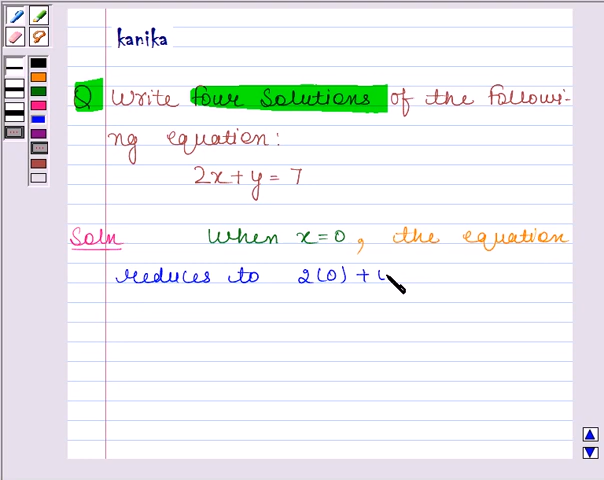 kanika
Q Write four Solutions of the followi-
ng equation:
2x+y=7
Soln When x=0, the equation
reduces to 2(0)+